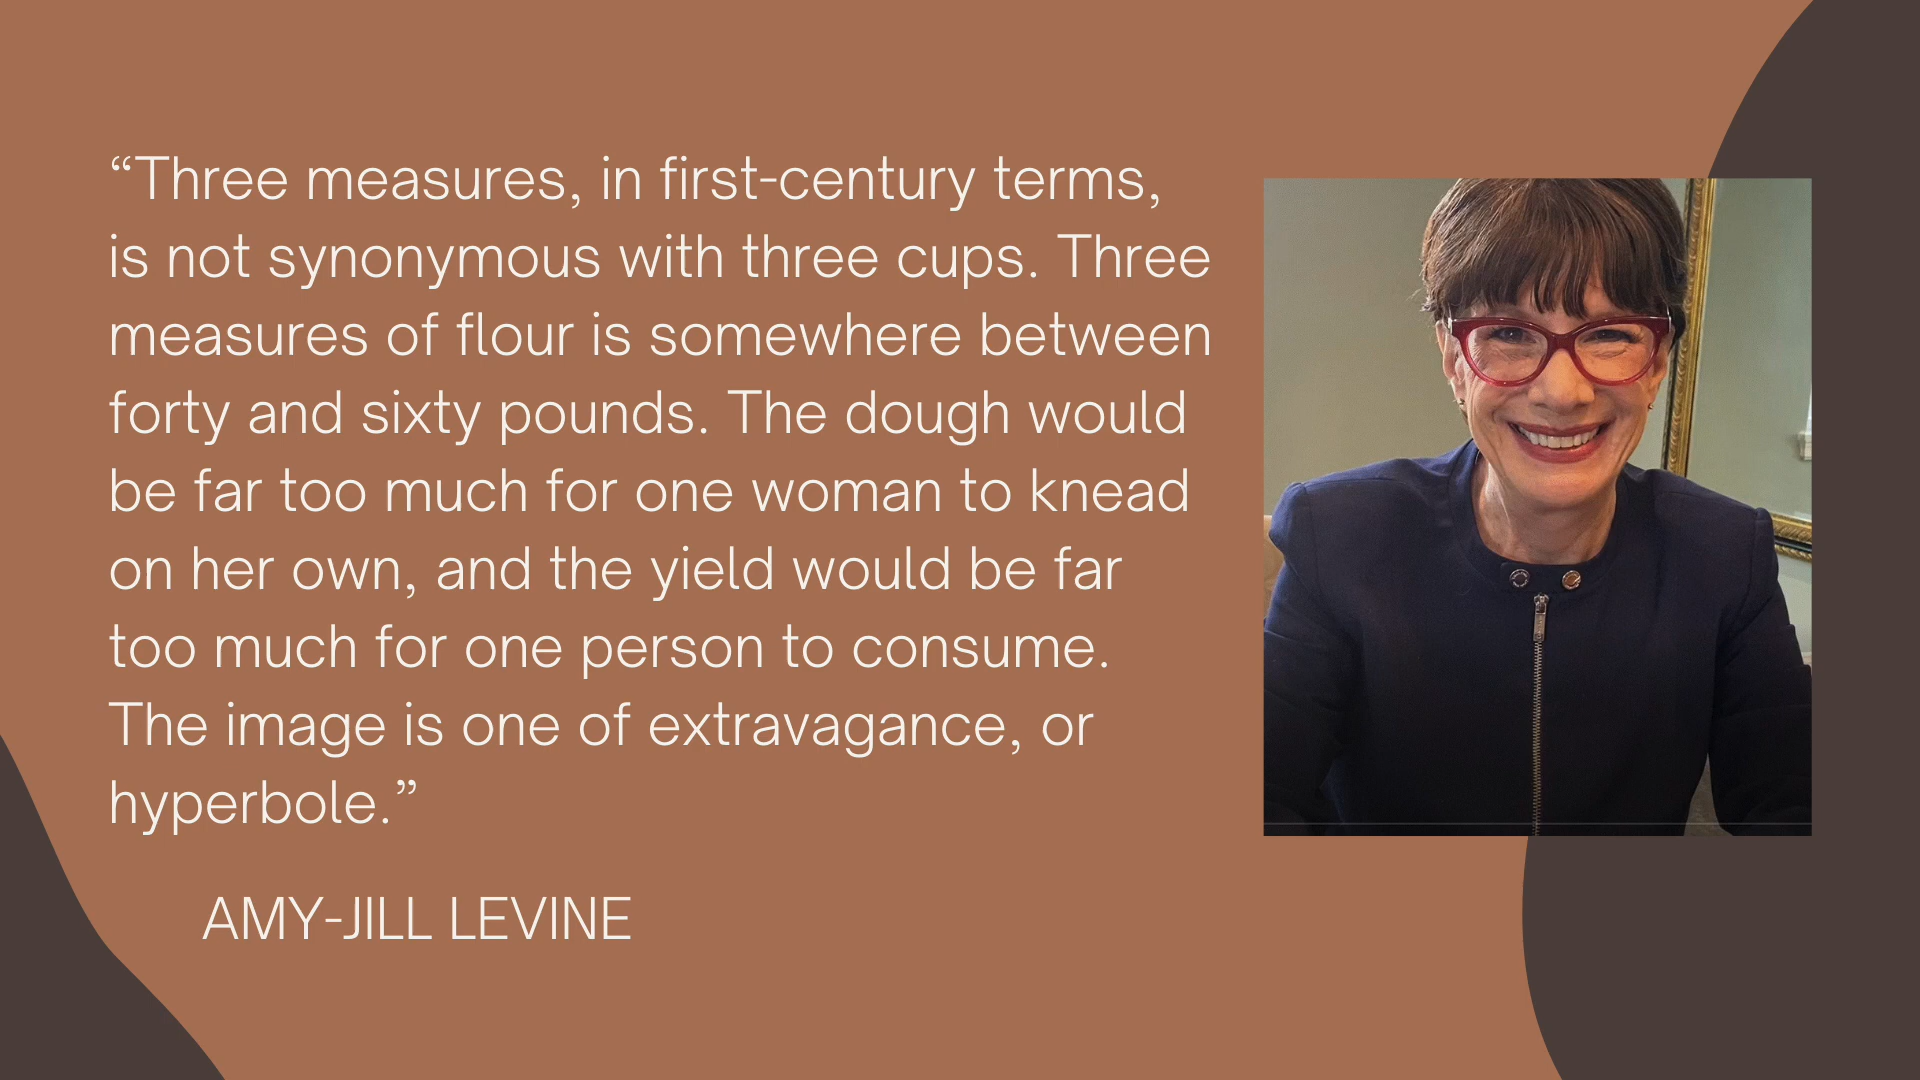 “Three measures, in first-century terms,
is not synonymous with three cups. Three
measures of flour is somewhere between
forty and sixty pounds. The dough would
be far too much for one woman to knead
on her own, and the yield would be far
too much for one person to consume.
The image is one of extravagance, or
hyperbole.”
AMY-JILL LEVINE